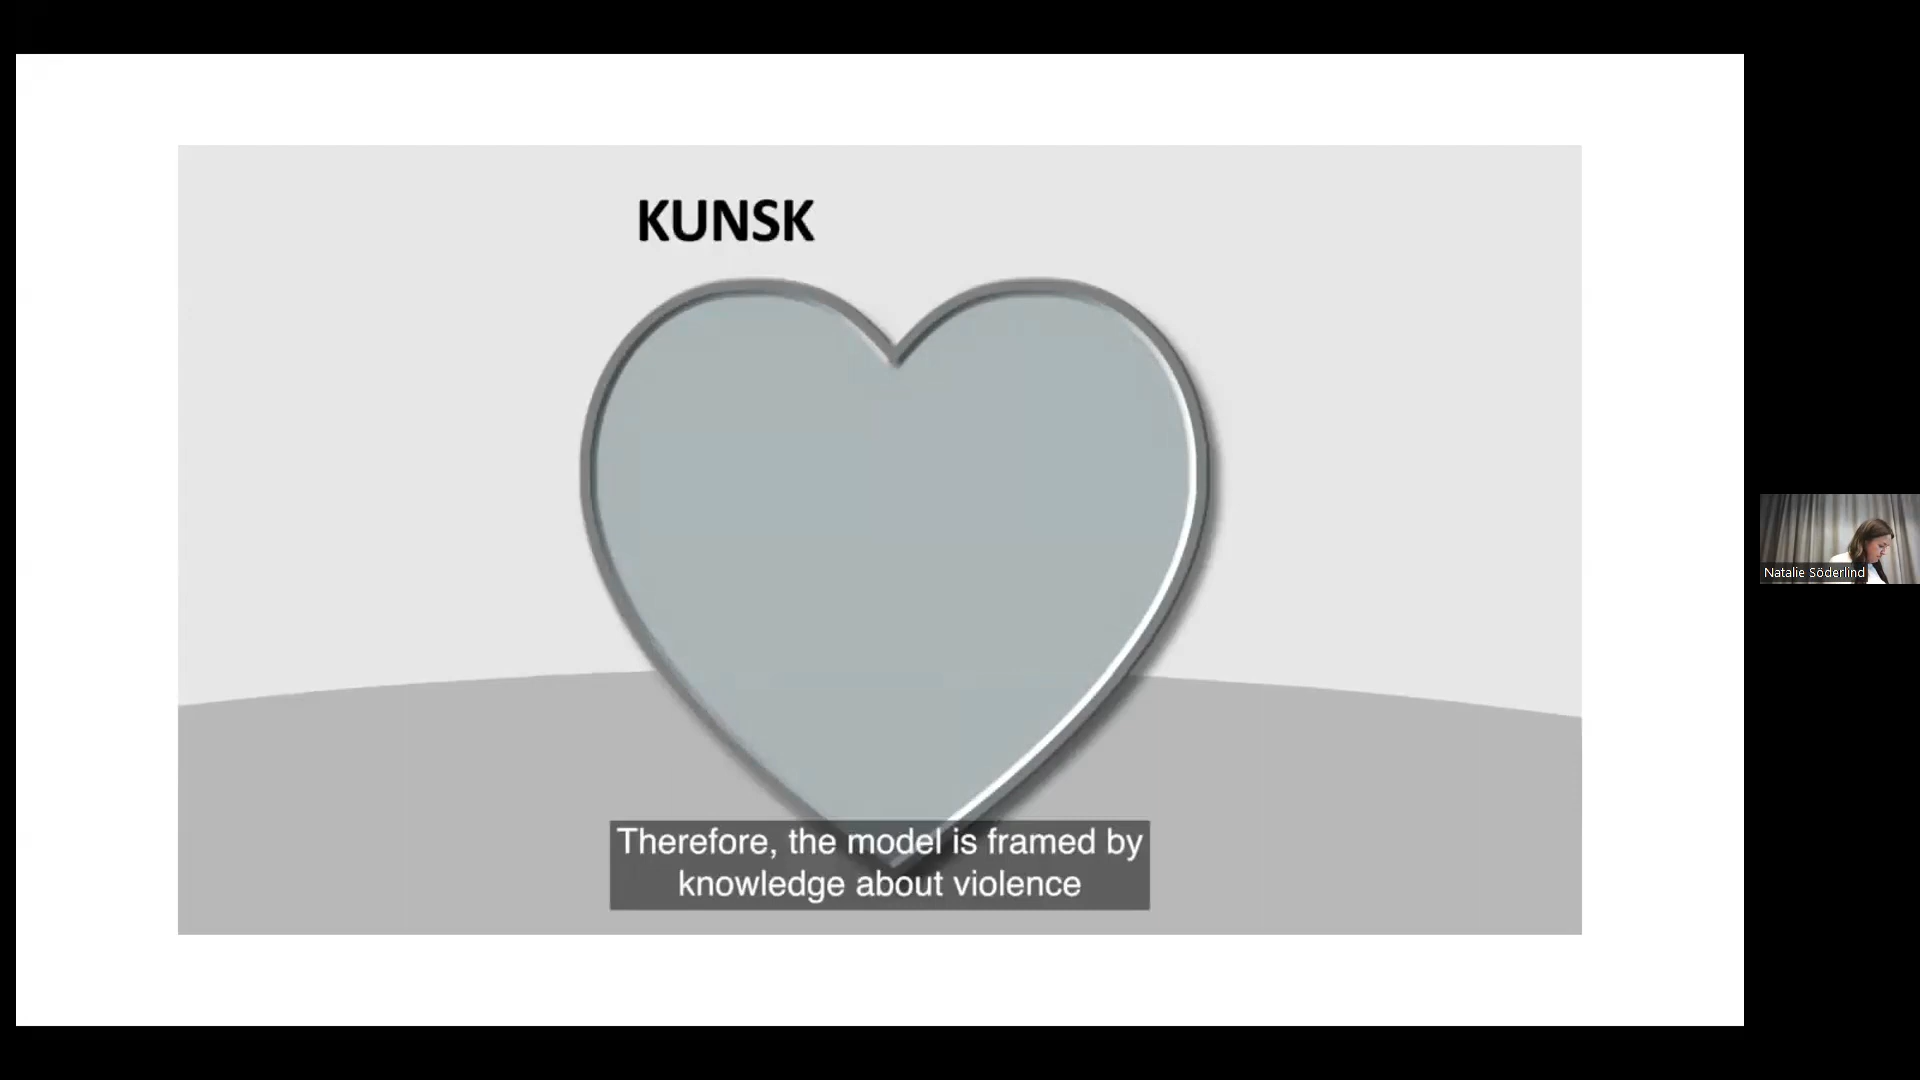 KUNSK
Therefore, the model is framed by
knowledge about violence
Natalie Söderlind